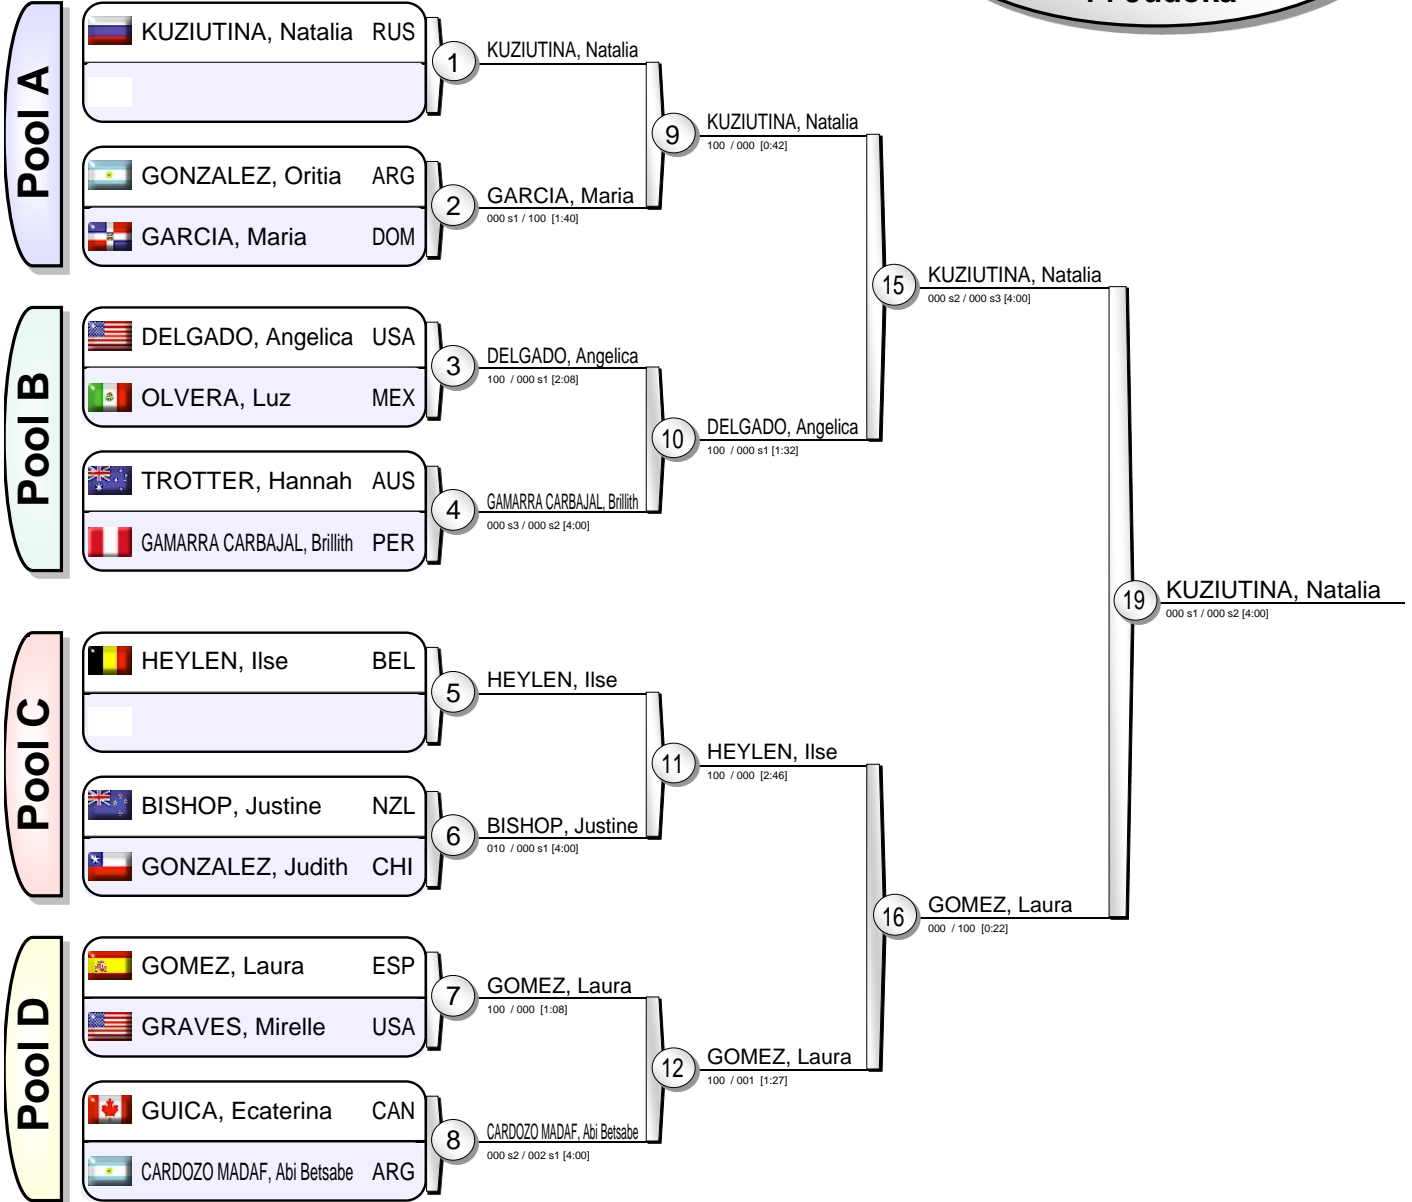 Pool A
KUZIUTINA, Natalia RUS
1
KUZIUTINA, Natalia
GONZALEZ, Oritia ARG
GARCIA, Maria DOM
2
GARCIA, Maria
000 s1 / 100 [1:40]
9
KUZIUTINA, Natalia
100 / 000 [0:42]
Pool B
DELGADO, Angelica USA
OLVERA, Luz MEX
3
DELGADO, Angelica
100 / 000 s1 [2:08]
TROTTER, Hannah AUS
GAMARRA CARBAJAL, Brillith PER
4
GAMARRA CARBAJAL, Brillith
000 s3 / 000 s2 [4:00]
10
DELGADO, Angelica
100 / 000 s1 [1:32]
15
KUZIUTINA, Natalia
000 s2 / 000 s3 [4:00]
Pool C
HEYLEN, Ilse BEL
5
HEYLEN, Ilse
BISHOP, Justine NZL
GONZALEZ, Judith CHI
6
BISHOP, Justine
010 / 000 s1 [4:00]
11
HEYLEN, Ilse
100 / 000 [2:46]
Pool D
GOMEZ, Laura ESP
GRAVES, Mirelle USA
7
GOMEZ, Laura
100 / 000 [1:08]
GUICA, Ecaterina CAN
CARDOZO MADAF, Abi Betsabe ARG
8
CARDOZO MADAF, Abi Betsabe
000 s2 / 002 s1 [4:00]
12
GOMEZ, Laura
100 / 001 [1:27]
16
GOMEZ, Laura
000 / 100 [0:22]
19
KUZIUTINA, Natalia
000 s1 / 000 s2 [4:00]